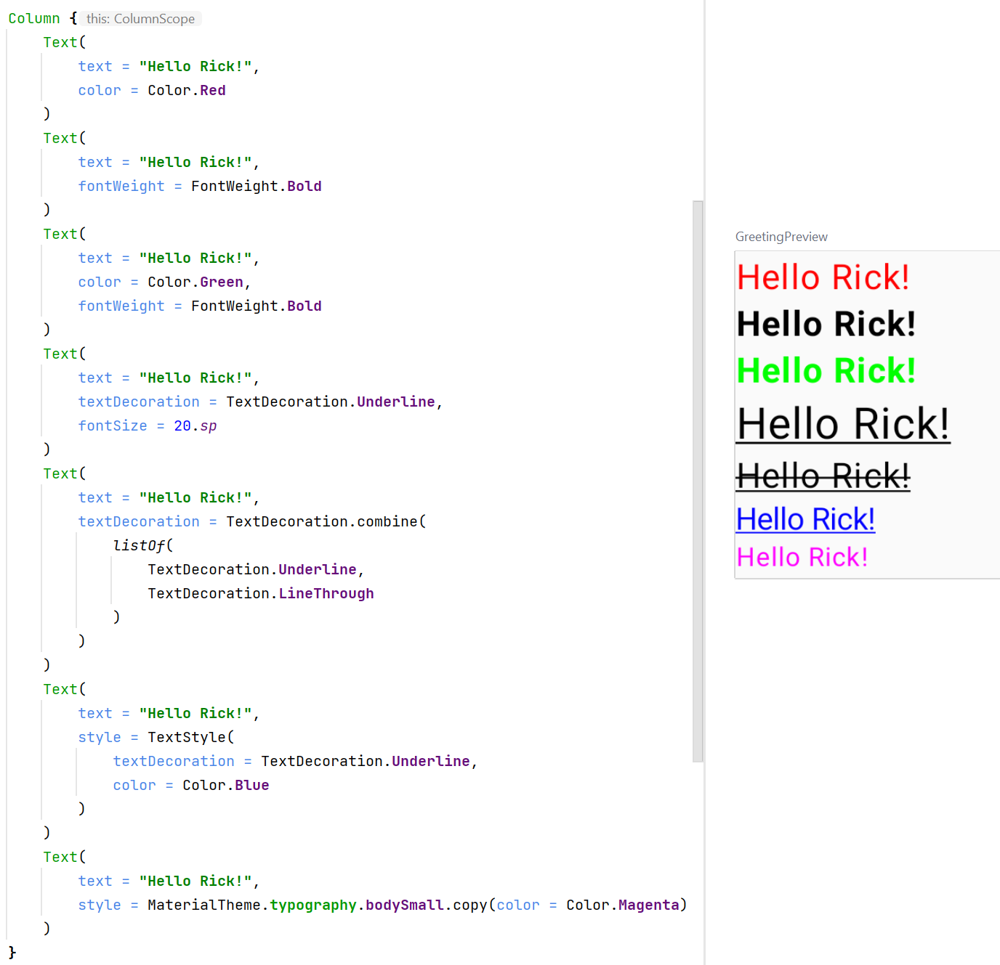 Column { this: ColumnScope
    Text(
        text = "Hello Rick!",
        color = Color.Red
    )
    Text(
        text = "Hello Rick!",
        fontWeight = FontWeight.Bold
    )
    Text(
        text = "Hello Rick!",
        color = Color.Green,
        fontWeight = FontWeight.Bold
    )
    Text(
        text = "Hello Rick!",
        textDecoration = TextDecoration.Underline,
        fontSize = 20.sp
    )
    Text(
        text = "Hello Rick!",
        textDecoration = TextDecoration.combine(
            listOf(
                TextDecoration.Underline,
                TextDecoration.LineThrough
            )
        )
    )
    Text(
        text = "Hello Rick!",
        style = TextStyle(
            textDecoration = TextDecoration.Underline,
            color = Color.Blue
        )
    )
    Text(
        text = "Hello Rick!",
        style = MaterialTheme.typography.bodySmall.copy(color = Color.Magenta)
    )
}
GreetingPreview
Hello Rick!
Hello Rick!
Hello Rick!
Hello Rick!
Hello Rick!
Hello Rick!
Hello Rick!